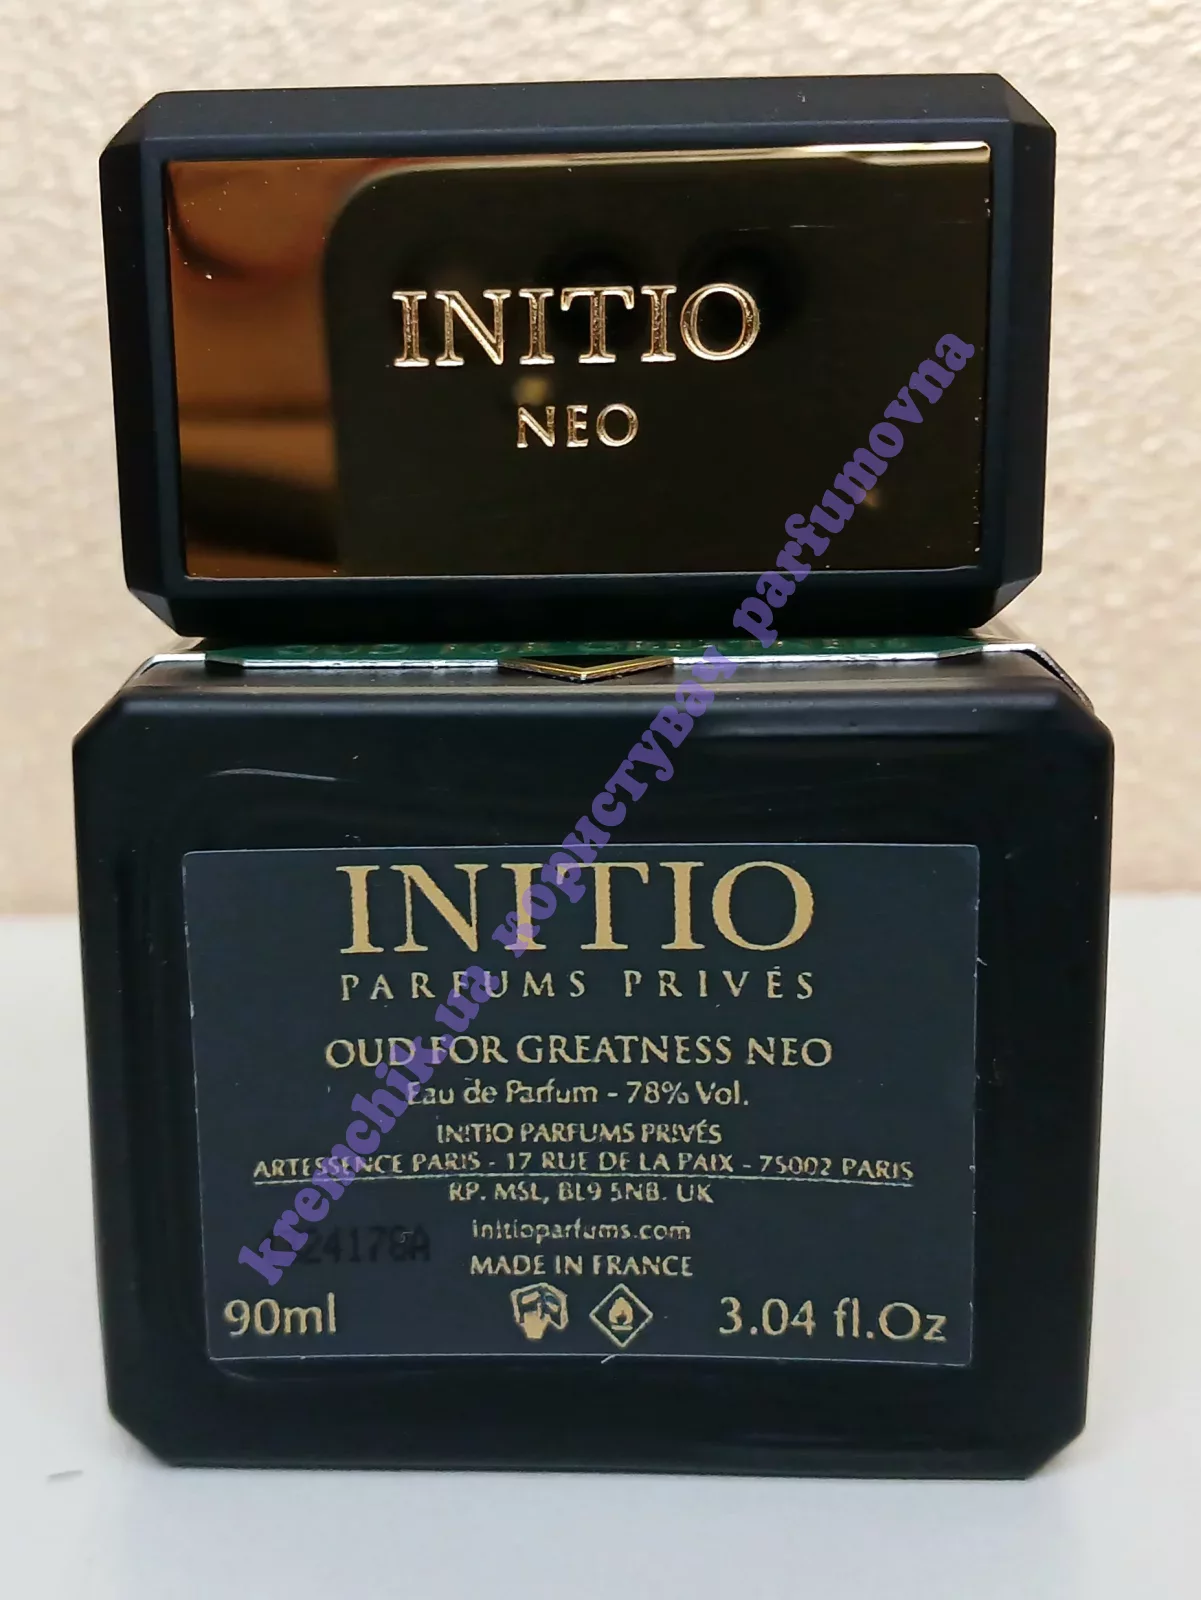 INITIO
NEO
INITIO
PARFUMS PRIVÉS
OUD FOR GREATNESS NEO
Eau de Parfum - 78% Vol.
INITIO PARFUMS PRIVÉS
ARTESSENCE PARIS - 17 RUE DE LA PAIX - 75002 PARIS
RP. MSL, BL9 5NB. UK
initioparfums.com
MADE IN FRANCE
90ml
3.04 fl.Oz
krenchik.ua користувач parfumovna